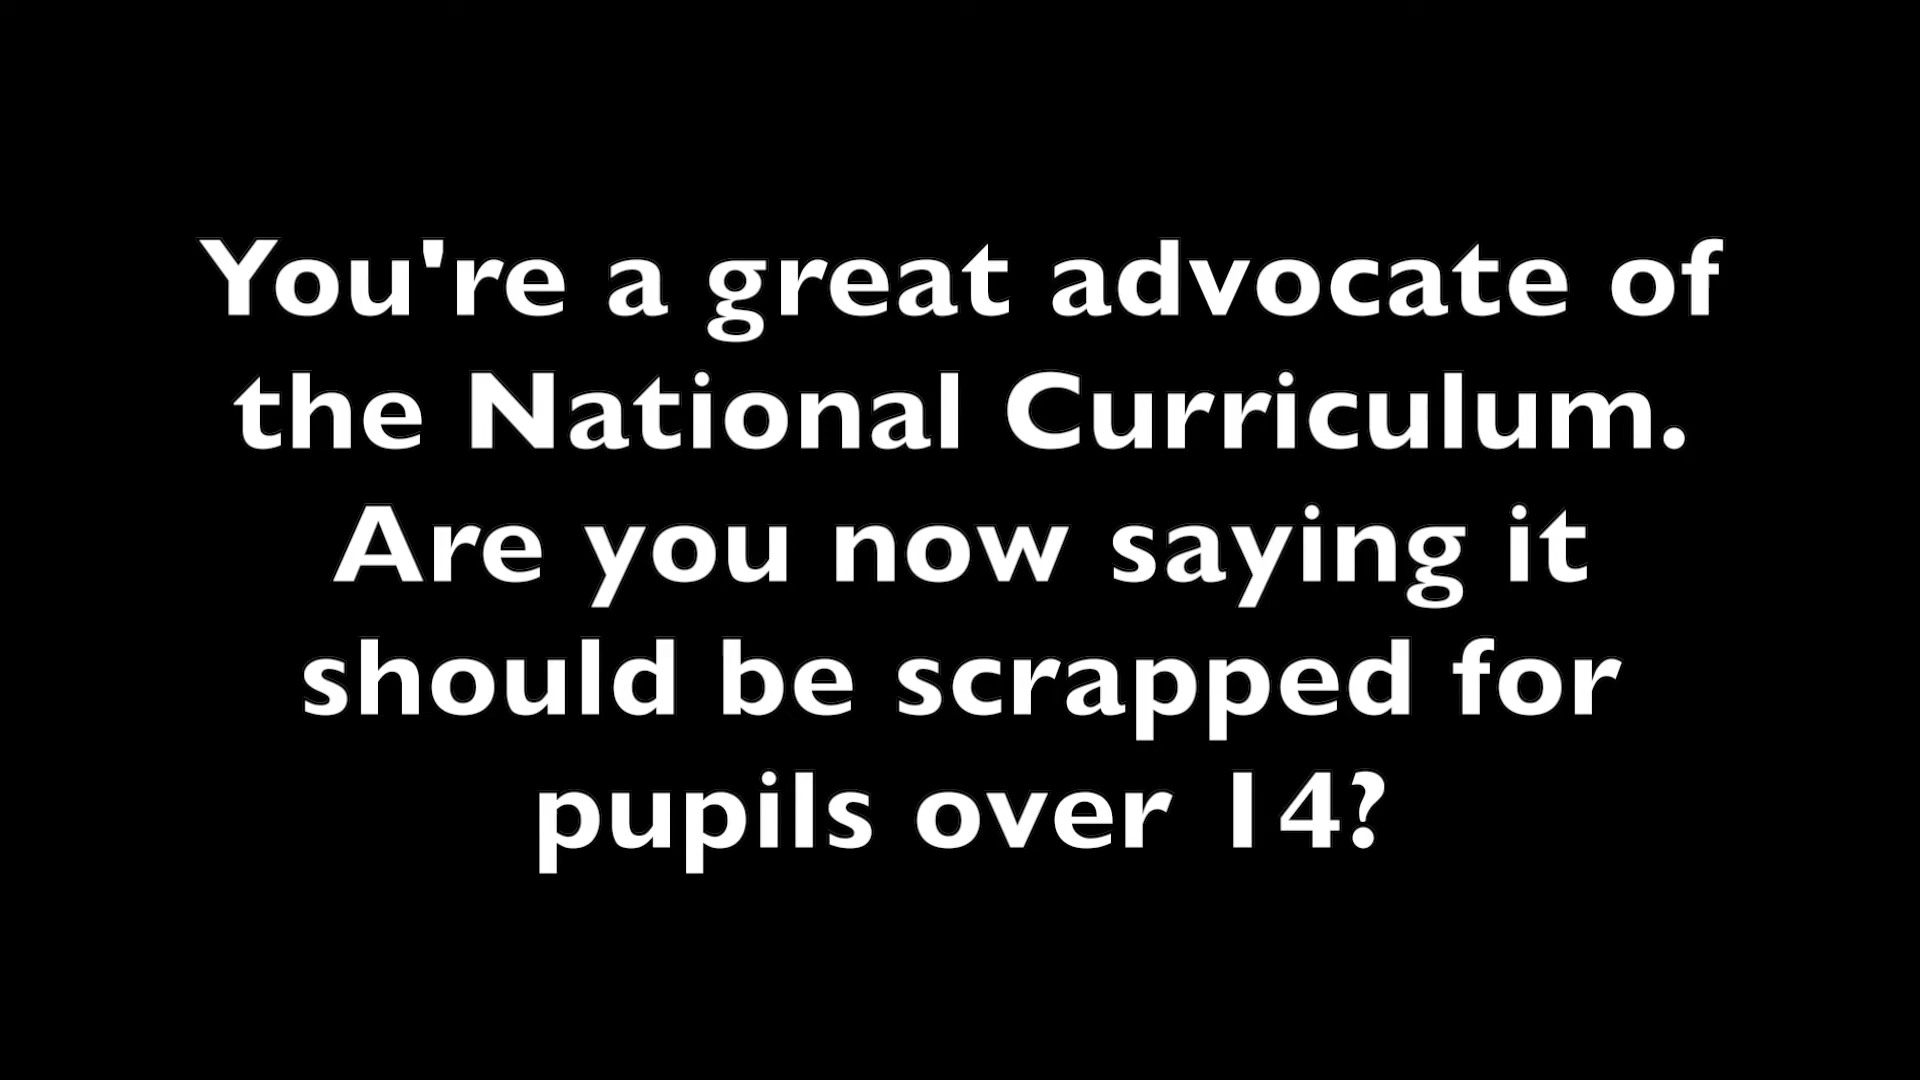 You're a great advocate of
the National Curriculum.
Are you now saying it
should be scrapped for
pupils over 14?